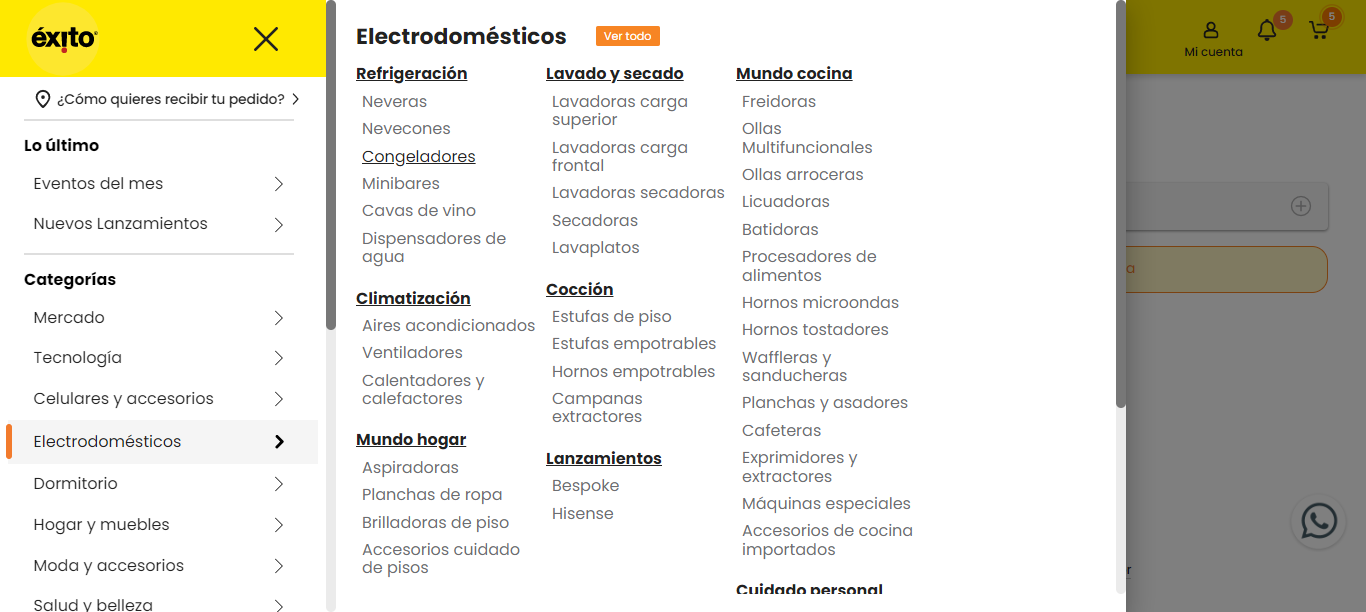 éxito
¿Cómo quieres recibir tu pedido?
Lo último
Eventos del mes
Nuevos Lanzamientos
Categorías
Mercado
Tecnología
Celulares y accesorios
Electrodomésticos
Dormitorio
Hogar y muebles
Moda y accesorios
Salud y belleza
Electrodomésticos
Ver todo
Refrigeración
Neveras
Nevecones
Congeladores
Minibares
Cavas de vino
Dispensadores de
agua
Climatización
Aires acondicionados
Ventiladores
Calentadores y
calefactores
Mundo hogar
Aspiradoras
Planchas de ropa
Brilladoras de piso
Accesorios cuidado
de pisos
Lavado y secado
Lavadoras carga
superior
Lavadoras carga
frontal
Lavadoras secadoras
Secadoras
Lavaplatos
Cocción
Estufas de piso
Estufas empotrables
Hornos empotrables
Campanas
extractores
Lanzamientos
Bespoke
Hisense
Mundo cocina
Freidoras
Ollas
Multifuncionales
Ollas arroceras
Licuadoras
Batidoras
Procesadores de
alimentos
Hornos microondas
Hornos tostadores
Waffleras y
sanducheras
Planchas y asadores
Cafeteras
Exprimidores y
extractores
Máquinas especiales
Accesorios de cocina
importados
Cuidado personal
Mi cuenta
5
5
a
r